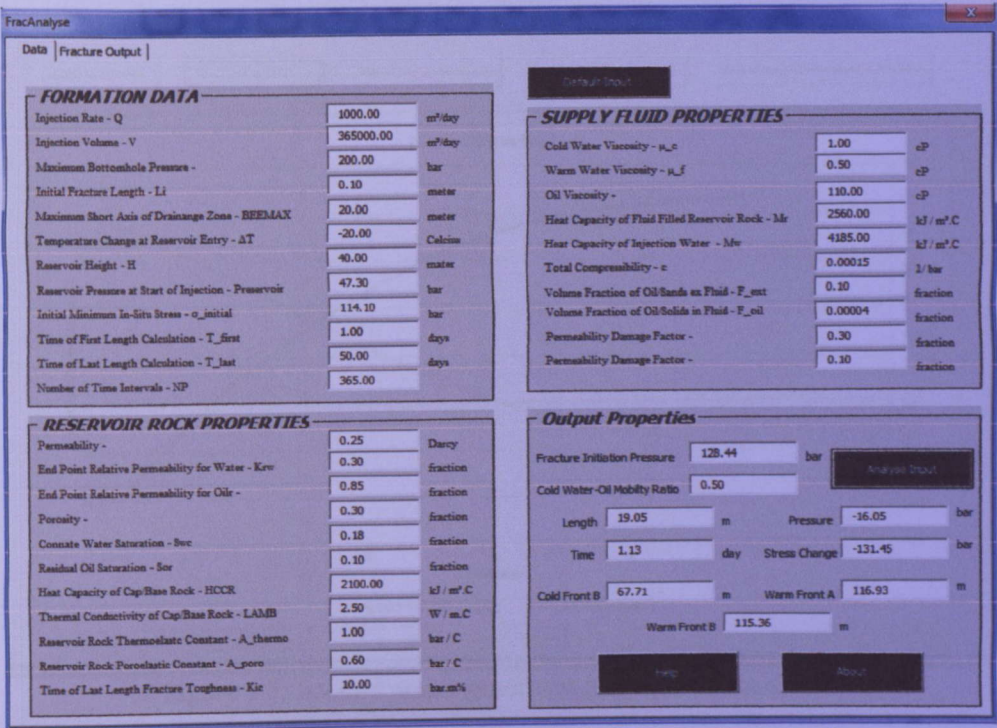 FracAnalyse
x
Data
Fracture Output
Default Input
FORMATION DATA
Injection Rate - Q 1000.00 m³/day
Injection Volume - V 365000.00 m³/day
Maximum Bottomhole Pressure - 200.00 bar
Initial Fracture Length - Li 0.10 meter
Maximum Short Axis of Drainange Zone - BEEMAX 20.00 meter
Temperature Change at Reservoir Entry - ΔT -20.00 Celcius
Reservoir Height - H 40.00 mater
Reservoir Pressure at Start of Injection - Preservoir 47.30 bar
Initial Minimum In-Situ Stress - σ_initial 114.10 bar
Time of First Length Calculation - T_first 1.00 days
Time of Last Length Calculation - T_last 50.00 days
Number of Time Intervals - NP 365.00
SUPPLY FLUID PROPERTIES
Cold Water Viscosity - μ_c 1.00 cP
Warm Water Viscosity - μ_f 0.50 cP
Oil Viscosity - 110.00 cP
Heat Capacity of Fluid Filled Reservoir Rock - Mr 2560.00 kJ / m³.C
Heat Capacity of Injection Water - Mw 4185.00 kJ / m³.C
Total Compressibility - c 0.00015 1/ bar
Volume Fraction of Oil/Sands ex Fluid - F_ext 0.10 fraction
Volume Fraction of Oil/Solids in Fluid - F_oil 0.00004 fraction
Permeability Damage Factor - 0.30 fraction
Permeability Damage Factor - 0.10 fraction
RESERVOIR ROCK PROPERTIES
Permeability - 0.25 Darcy
End Point Relative Permeability for Water - Krw 0.30 fraction
End Point Relative Permeability for Oilr - 0.85 fraction
Porosity - 0.30 fraction
Connate Water Saturation - Swc 0.18 fraction
Residual Oil Saturation - Sor 0.10 fraction
Heat Capacity of Cap/Base Rock - HCCR 2100.00 kJ / m³.C
Thermal Conductivity of Cap/Base Rock - LAMB 2.50 W / m.C
Reservoir Rock Thermoelastc Constant - A_thermo 1.00 bar / C
Reservoir Rock Poroelastic Constant - A_poro 0.60 bar / C
Time of Last Length Fracture Toughness - Kic 10.00 bar.m½
Output Properties
Fracture Initiation Pressure 128.44 bar
Analyse Input
Cold Water-Oil Mobilty Ratio 0.50
Length 19.05 m Pressure -16.05 bar
Time 1.13 day Stress Change -131.45 bar
Cold Front B 67.71 m Warm Front A 116.93 m
Warm Front B 115.36 m
Help
About